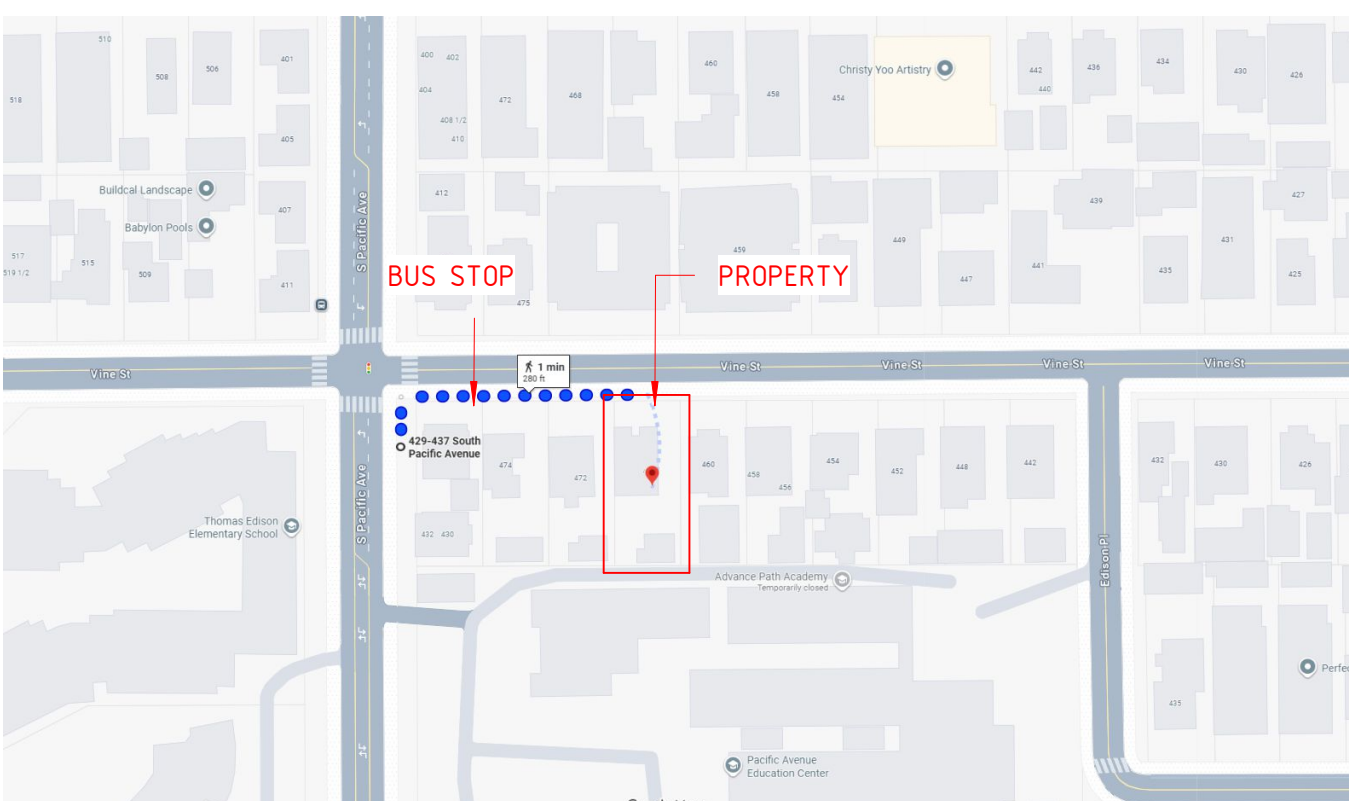 510
508
506
401
518
405
Buildcal Landscape
407
Babylon Pools
517
519 1/2
515
509
411
S Pacific Ave
400 402
404
408 1/2
410
472
468
460
458
Christy Yoo Artistry
454
442
440
436
434
430
426
412
439
427
459
449
431
441
447
435
425
475
BUS STOP
PROPERTY
Vine St
1 min
280 ft
Vine St
Vine St
Vine St
Vine St
429-437 South
Pacific Avenue
474
472
460
458
456
454
452
448
442
432
430
426
S Pacific Ave
432 430
Thomas Edison
Elementary School
Edison Pl
Advance Path Academy
Temporarily closed
Perfec
435
Pacific Avenue
Education Center